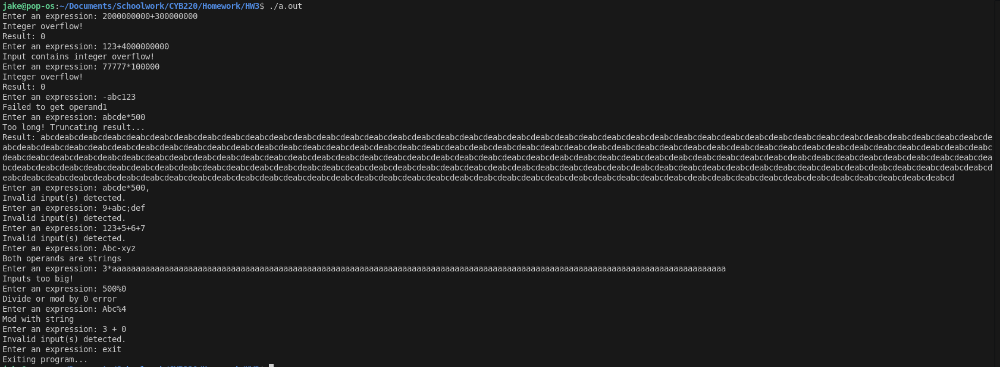 jake@pop-os:~/Documents/Schoolwork/CYB220/Homework/HW3$ ./a.out
Enter an expression: 2000000000+300000000
Integer overflow!
Result: 0
Enter an expression: 123+4000000000
Input contains integer overflow!
Enter an expression: 77777*100000
Integer overflow!
Result: 0
Enter an expression: -abc123
Failed to get operand1
Enter an expression: abcde*500
Too long! Truncating result...
Result: abcdeabcdeabcdeabcdeabcdeabcdeabcdeabcdeabcdeabcdeabcdeabcdeabcdeabcdeabcdeabcdeabcdeabcdeabcdeabcdeabcdeabcdeabcdeabcdeabcdeabcdeabcdeabcdeabcdeabcdeabcdeabcdeabcdeabcdeabcdeabcdeabcdeabcdeabcdeabcde
abcdeabcdeabcdeabcdeabcdeabcdeabcdeabcdeabcdeabcdeabcdeabcdeabcdeabcdeabcdeabcdeabcdeabcdeabcdeabcdeabcdeabcdeabcdeabcdeabcdeabcdeabcdeabcdeabcdeabcdeabcdeabcdeabcdeabcdeabcdeabcdeabcdeabcdeabcdeabcdeabcdeabc
deabcdeabcdeabcdeabcdeabcdeabcdeabcdeabcdeabcdeabcdeabcdeabcdeabcdeabcdeabcdeabcdeabcdeabcdeabcdeabcdeabcdeabcdeabcdeabcdeabcdeabcdeabcdeabcdeabcdeabcdeabcdeabcdeabcdeabcdeabcdeabcdeabcdeabcdeabcdeabcdeabcdea
bcdeabcdeabcdeabcdeabcdeabcdeabcdeabcdeabcdeabcdeabcdeabcdeabcdeabcdeabcdeabcdeabcdeabcdeabcdeabcdeabcdeabcdeabcdeabcdeabcdeabcdeabcdeabcdeabcdeabcdeabcdeabcdeabcdeabcdeabcdeabcdeabcdeabcdeabcdeabcdeabcdeabcd
eabcdeabcdeabcdeabcdeabcdeabcdeabcdeabcdeabcdeabcdeabcdeabcdeabcdeabcdeabcdeabcdeabcdeabcdeabcdeabcdeabcdeabcdeabcdeabcdeabcdeabcdeabcdeabcdeabcdeabcdeabcdeabcdeabcdeabcdeabcdeabcdeabcdeabcdeabcdeabcd
Enter an expression: abcde*500,
Invalid input(s) detected.
Enter an expression: 9+abc;def
Invalid input(s) detected.
Enter an expression: 123+5+6+7
Invalid input(s) detected.
Enter an expression: Abc-xyz
Both operands are strings
Enter an expression: 3*aaaaaaaaaaaaaaaaaaaaaaaaaaaaaaaaaaaaaaaaaaaaaaaaaaaaaaaaaaaaaaaaaaaaaaaaaaaaaaaaaaaaaaaaaaaaaaaaaaaaaaaaaaaaaaaaaaaaaaaaaaaaaaaaa
Inputs too big!
Enter an expression: 500%0
Divide or mod by 0 error
Enter an expression: Abc%4
Mod with string
Enter an expression: 3 + 0
Invalid input(s) detected.
Enter an expression: exit
Exiting program...